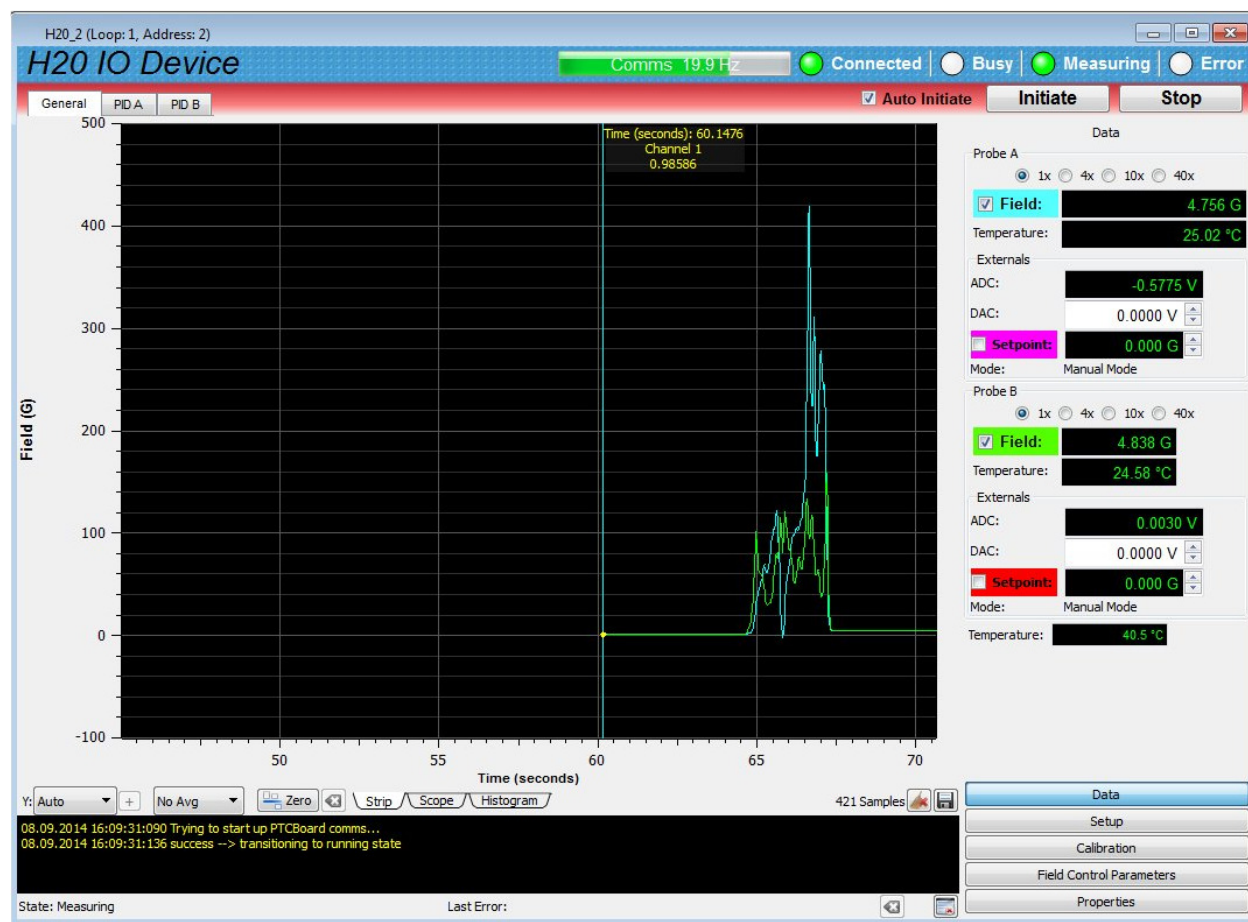 H20_2 (Loop: 1, Address: 2)
H20 IO Device
Comms 19.9 Hz
Connected
Busy
Measuring
Error
General
PID A
PID B
Auto Initiate
Initiate
Stop
500
400
300
200
100
0
-100
Field (G)
Time (seconds): 60.1476
Channel 1
0.98586
50
55
60
65
70
Time (seconds)
Data
Probe A
1x 4x 10x 40x
Field: 4.756 G
Temperature: 25.02 °C
Externals
ADC: -0.5775 V
DAC: 0.0000 V
Setpoint: 0.000 G
Mode: Manual Mode
Probe B
1x 4x 10x 40x
Field: 4.838 G
Temperature: 24.58 °C
Externals
ADC: 0.0030 V
DAC: 0.0000 V
Setpoint: 0.000 G
Mode: Manual Mode
Temperature: 40.5 °C
Y: Auto
+
No Avg
Zero
Strip
Scope
Histogram
421 Samples
08.09.2014 16:09:31:090 Trying to start up PTCBoard comms...
08.09.2014 16:09:31:136 success --> transitioning to running state
Data
Setup
Calibration
Field Control Parameters
Properties
State: Measuring
Last Error: